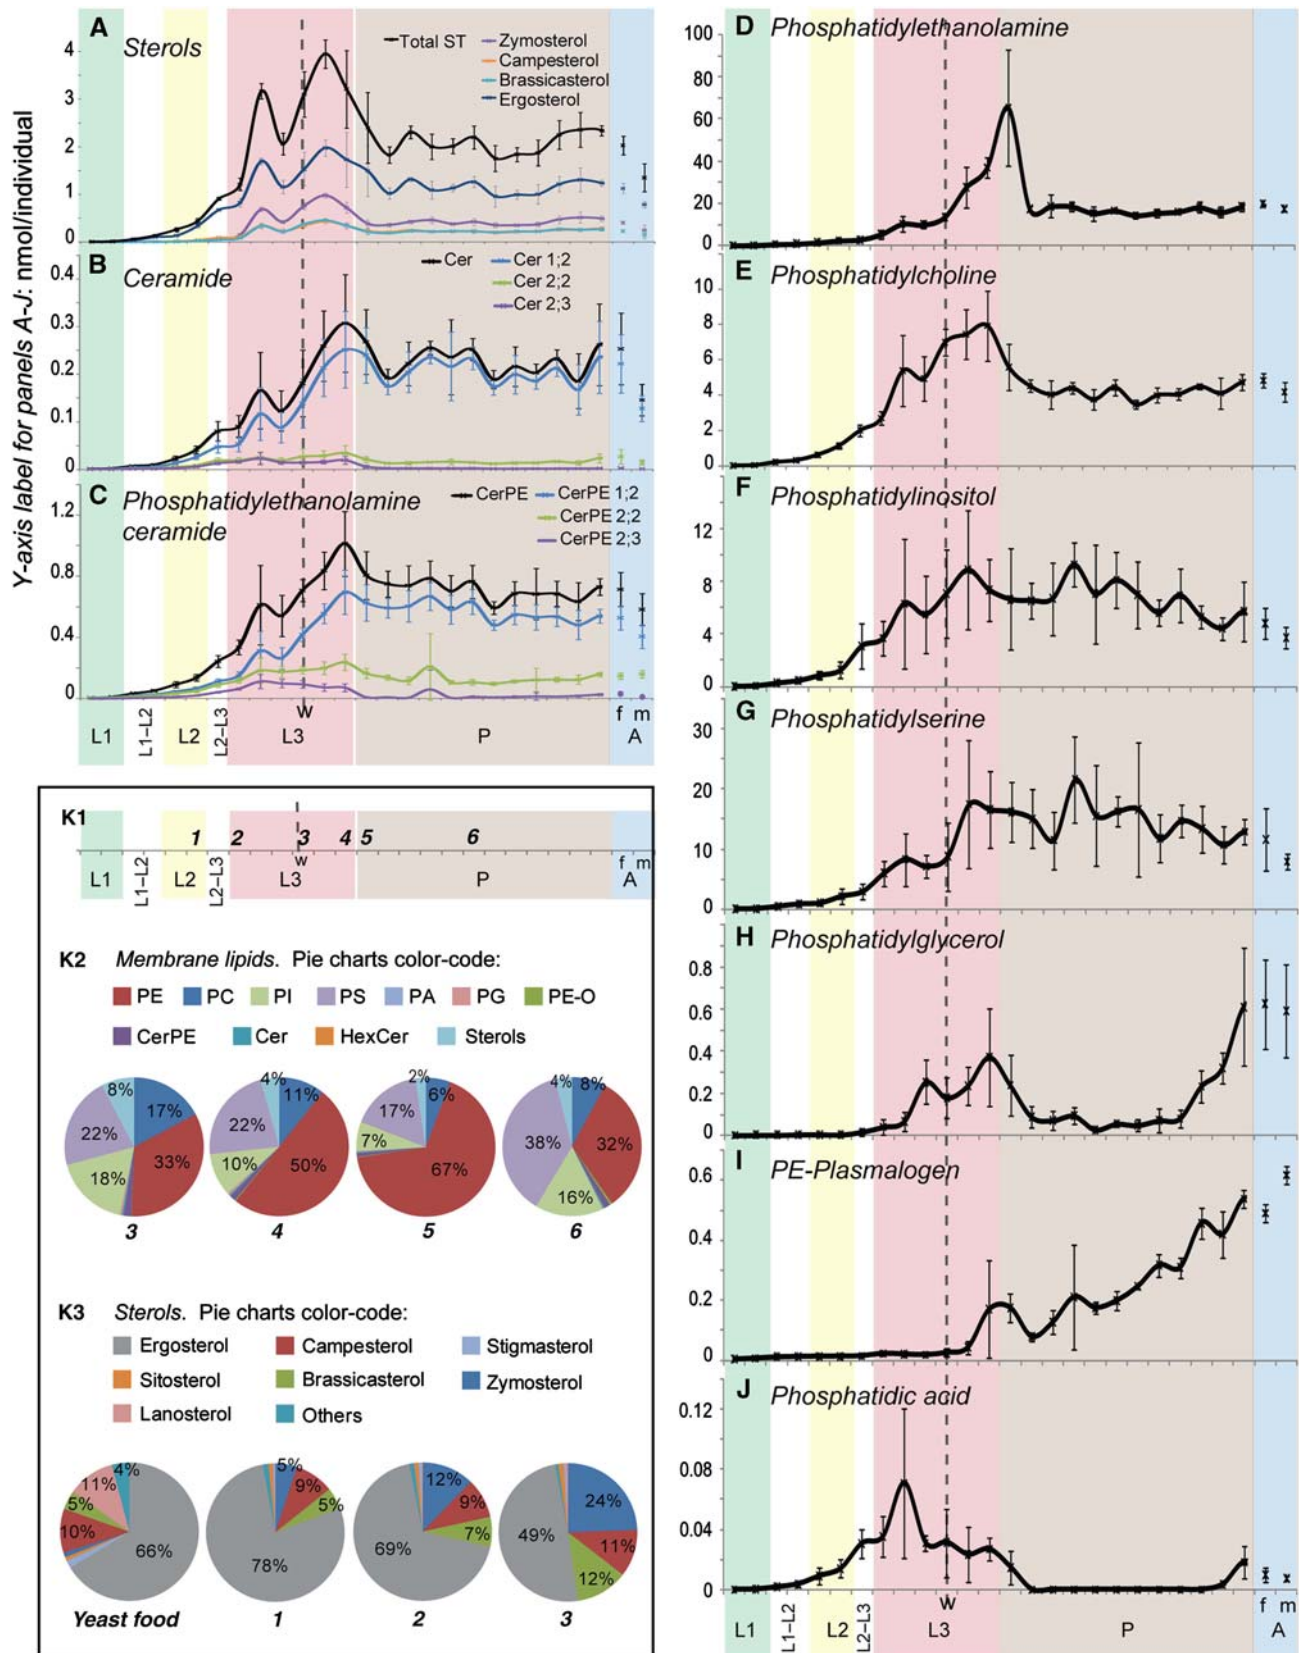 Y-axis label for panels A-J: nmol/individual
A
Sterols
Total ST
Zymosterol
Campesterol
Brassicasterol
Ergosterol
4
3
2
1
0
B
Ceramide
Cer
Cer 1;2
Cer 2;2
Cer 2;3
0.4
0.3
0.2
0.1
0
C
Phosphatidylethanolamine
ceramide
CerPE
CerPE 1;2
CerPE 2;2
CerPE 2;3
1.2
0.8
0.4
0
L1
L1–L2
L2
L2–L3
L3
W
P
f m
A
D
Phosphatidylethanolamine
100
80
60
40
20
0
E
Phosphatidylcholine
10
8
6
4
2
0
F
Phosphatidylinositol
12
8
4
0
G
Phosphatidylserine
30
20
10
0
H
Phosphatidylglycerol
0.8
0.6
0.4
0.2
0
I
PE-Plasmalogen
0.6
0.4
0.2
0
J
Phosphatidic acid
0.12
0.08
0.04
0
L1
L1–L2
L2
L2–L3
L3
W
P
f m
A
K1
1 2 3 4 5 6
L1
L1–L2
L2
L2–L3
L3
W
P
f m
A
K2 Membrane lipids. Pie charts color-code:
PE PC PI PS PA PG PE-O
CerPE Cer HexCer Sterols
8% 17% 33% 18% 22%
3
4% 11% 50% 10% 22%
4
2% 6% 67% 7% 17%
5
4% 8% 32% 16% 38%
6
K3 Sterols. Pie charts color-code:
Ergosterol Campesterol Stigmasterol
Sitosterol Brassicasterol Zymosterol
Lanosterol Others
4% 11% 5% 10% 66%
Yeast food
5% 9% 5% 78%
1
12% 9% 7% 69%
2
24% 11% 12% 49%
3